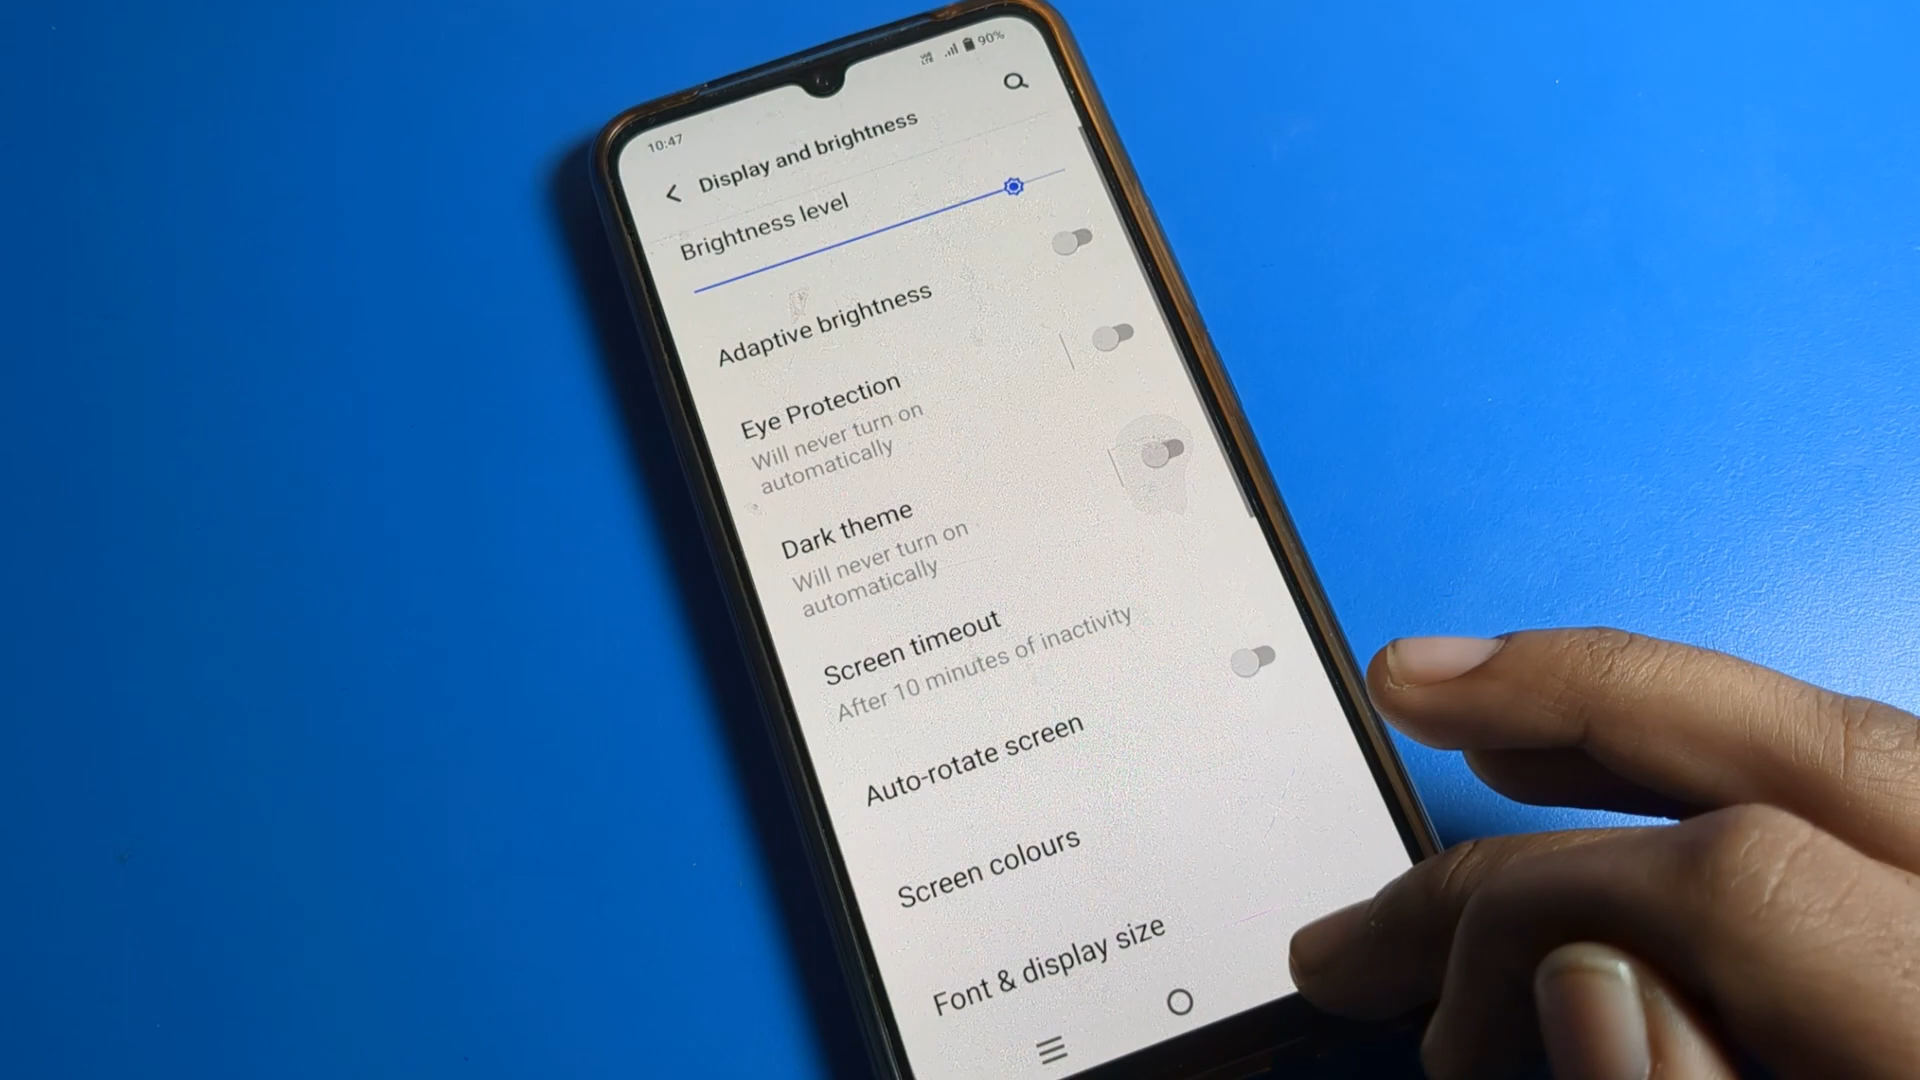 10:47
VoO
LTE
90%
Display and brightness
Brightness level
Adaptive brightness
Eye Protection
Will never turn on
automatically
Dark theme
Will never turn on
automatically
Screen timeout
After 10 minutes of inactivity
Auto-rotate screen
Screen colours
Font & display size